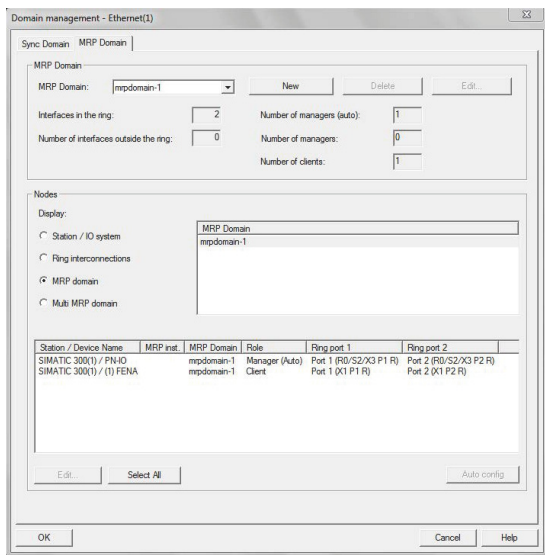 Domain management - Ethernet(1)
Sync Domain MRP Domain
MRP Domain
MRP Domain: mrpdomain-1 New Delete Edit...
Interfaces in the ring: 2 Number of managers (auto): 1
Number of interfaces outside the ring: 0 Number of managers: 0
Number of clients: 1
Nodes
Display:
Station / IO system
Ring interconnections
MRP domain
Multi MRP domain
MRP Domain
mrpdomain-1
Station / Device Name MRP inst. MRP Domain Role Ring port 1 Ring port 2
SIMATIC 300(1) / PN-IO mrpdomain-1 Manager (Auto) Port 1 (R0/S2/X3 P1 R) Port 2 (R0/S2/X3 P2 R)
SIMATIC 300(1) / (1) FENA mrpdomain-1 Client Port 1 (X1 P1 R) Port 2 (X1 P2 R)
Edit... Select All Auto config
OK Cancel Help